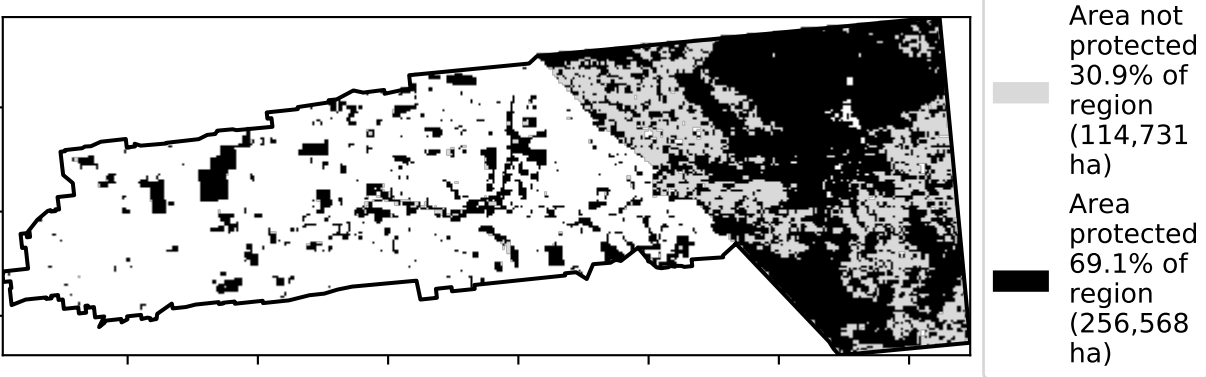 Area not
protected
30.9% of
region
(114,731
ha)
Area
protected
69.1% of
region
(256,568
ha)